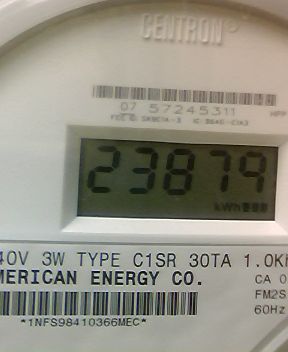 CENTRON®
07 57245311
23879
kWh
40V 3W TYPE C1SR 30TA 1.0K
MERICAN ENERGY CO.
CA 0
FM2S
60Hz
*1NFS98410366MEC*